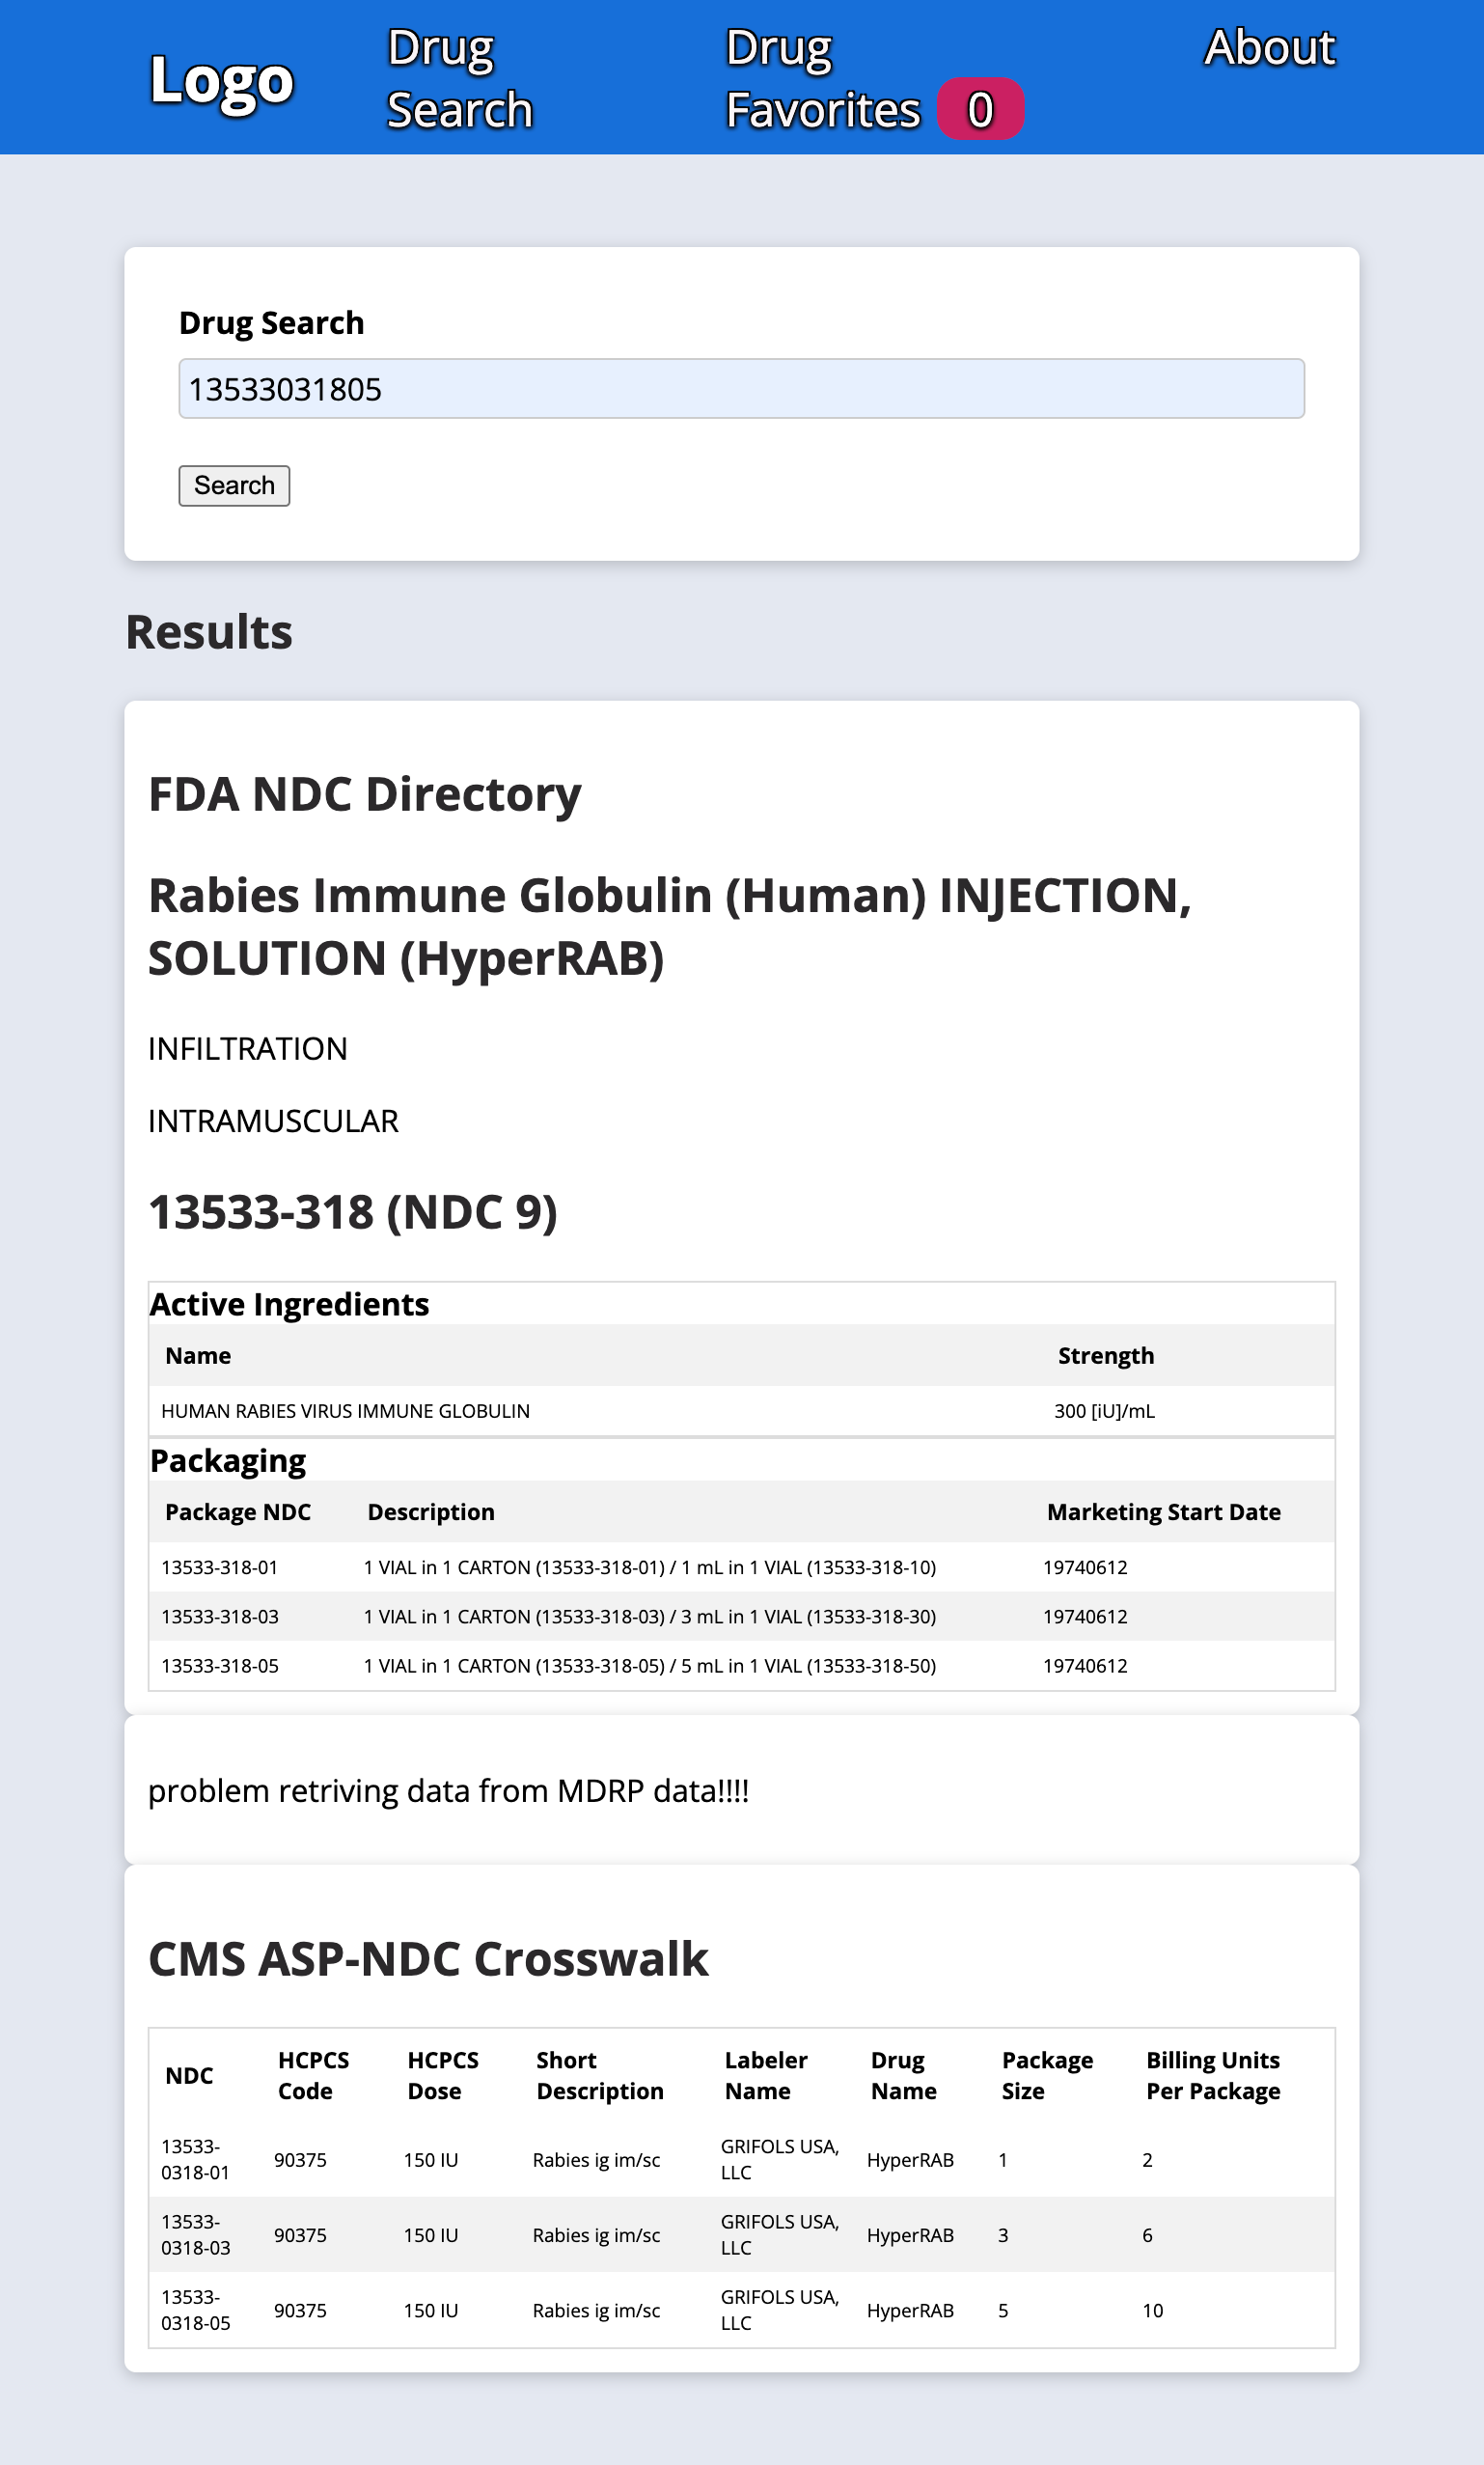 Logo
Drug
Search
Drug
Favorites 0
About
Drug Search
13533031805
Search
Results
FDA NDC Directory
Rabies Immune Globulin (Human) INJECTION,
SOLUTION (HyperRAB)
INFILTRATION
INTRAMUSCULAR
13533-318 (NDC 9)
Active Ingredients
Name Strength
HUMAN RABIES VIRUS IMMUNE GLOBULIN 300 [iU]/mL
Packaging
Package NDC Description Marketing Start Date
13533-318-01 1 VIAL in 1 CARTON (13533-318-01) / 1 mL in 1 VIAL (13533-318-10) 19740612
13533-318-03 1 VIAL in 1 CARTON (13533-318-03) / 3 mL in 1 VIAL (13533-318-30) 19740612
13533-318-05 1 VIAL in 1 CARTON (13533-318-05) / 5 mL in 1 VIAL (13533-318-50) 19740612
problem retriving data from MDRP data!!!!
CMS ASP-NDC Crosswalk
NDC HCPCS Code HCPCS Dose Short Description Labeler Name Drug Name Package Size Billing Units Per Package
13533-0318-01 90375 150 IU Rabies ig im/sc GRIFOLS USA, LLC HyperRAB 1 2
13533-0318-03 90375 150 IU Rabies ig im/sc GRIFOLS USA, LLC HyperRAB 3 6
13533-0318-05 90375 150 IU Rabies ig im/sc GRIFOLS USA, LLC HyperRAB 5 10